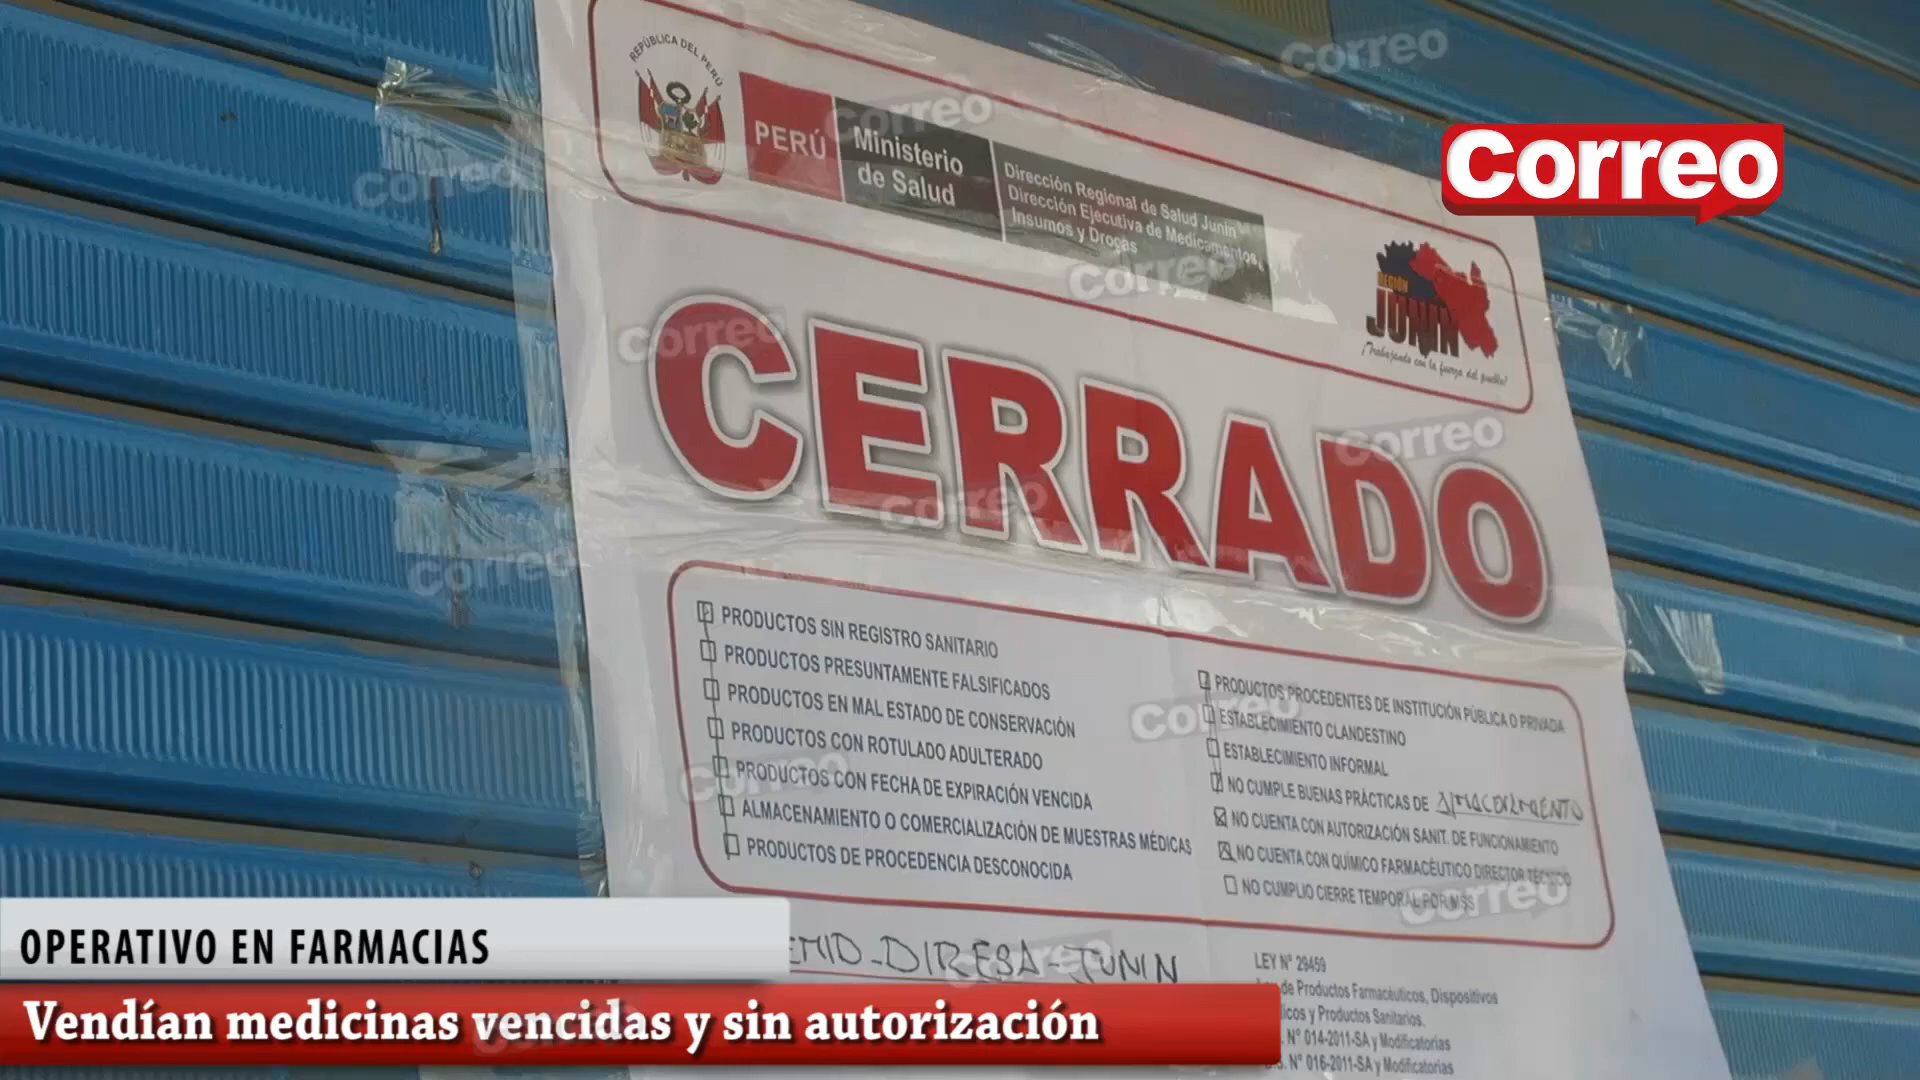 REPÚBLICA DEL PERÚ
PERÚ
Ministerio
de Salud
Dirección Regional de Salud Junín
Dirección Ejecutiva de Medicamentos,
Insumos y Drogas
Correo
REGIÓN
JUNÍN
¡Trabajando con la fuerza del pueblo!
CERRADO
PRODUCTOS SIN REGISTRO SANITARIO
PRODUCTOS PRESUNTAMENTE FALSIFICADOS
PRODUCTOS EN MAL ESTADO DE CONSERVACIÓN
PRODUCTOS CON ROTULADO ADULTERADO
PRODUCTOS CON FECHA DE EXPIRACIÓN VENCIDA
ALMACENAMIENTO O COMERCIALIZACIÓN DE MUESTRAS MÉDICAS
PRODUCTOS DE PROCEDENCIA DESCONOCIDA
PRODUCTOS PROCEDENTES DE INSTITUCIÓN PÚBLICA O PRIVADA
ESTABLECIMIENTO CLANDESTINO
ESTABLECIMIENTO INFORMAL
NO CUMPLE BUENAS PRÁCTICAS DE ALMACENAMIENTO
NO CUENTA CON AUTORIZACIÓN SANIT. DE FUNCIONAMIENTO
NO CUENTA CON QUÍMICO FARMACÉUTICO DIRECTOR TÉCNICO
NO CUMPLIO CIERRE TEMPORAL POR MSS
DIRESA - JUNIN
LEY N° 29459
de Productos Farmacéuticos, Dispositivos
y Productos Sanitarios.
N° 014-2011-SA y Modificatorias
N° 016-2011-SA y Modificatorias
OPERATIVO EN FARMACIAS
Vendían medicinas vencidas y sin autorización